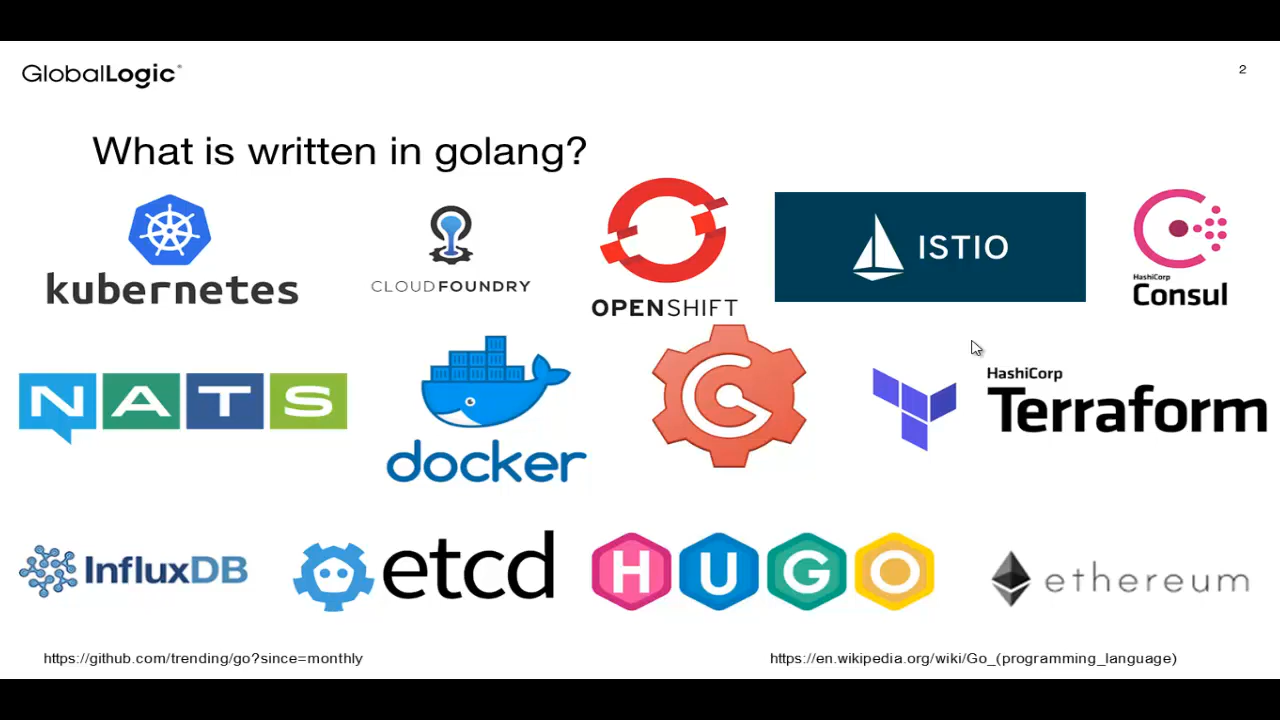 GlobalLogic
2
What is written in golang?
kubernetes
CLOUDFOUNDRY
OPENSHIFT
ISTIO
HashiCorp
Consul
NATS
docker
G
HashiCorp
Terraform
InfluxDB
etcd
HUGO
ethereum
https://github.com/trending/go?since=monthly
https://en.wikipedia.org/wiki/Go_(programming_language)